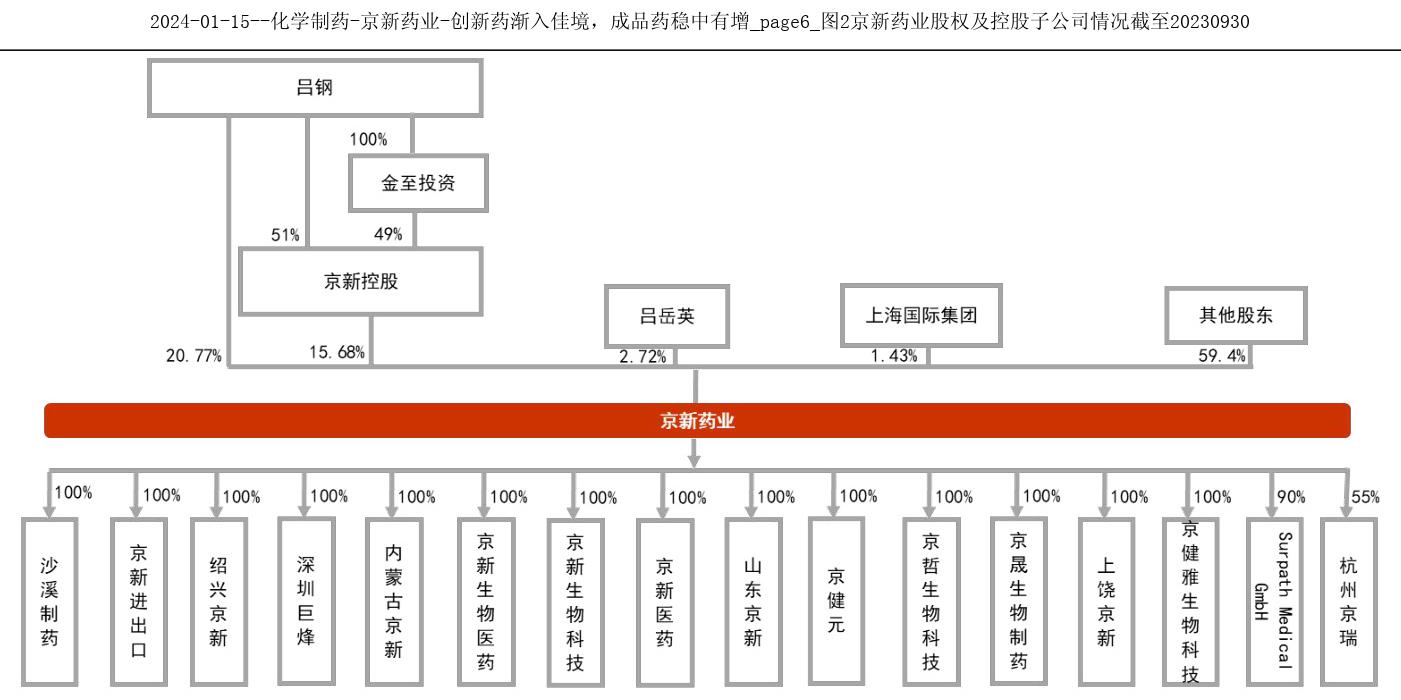 2024-01-15--化学制药-京新药业-创新药渐入佳境，成品药稳中有增_page6_图2京新药业股权及控股子公司情况截至20230930
吕钢
100%
金至投资
51%
49%
京新控股
吕岳英
上海国际集团
其他股东
20.77%
15.68%
2.72%
1.43%
59.4%
京新药业
100%
100%
100%
100%
100%
100%
100%
100%
100%
100%
100%
100%
100%
100%
90%
55%
沙溪制药
京新进出口
绍兴京新
深圳巨烽
内蒙古京新
京新生物医药
京新生物科技
京新医药
山东京新
京健元
京哲生物科技
京晟生物制药
上饶京新
京健雅生物科技
Surpath Medical
GmbH
杭州京瑞